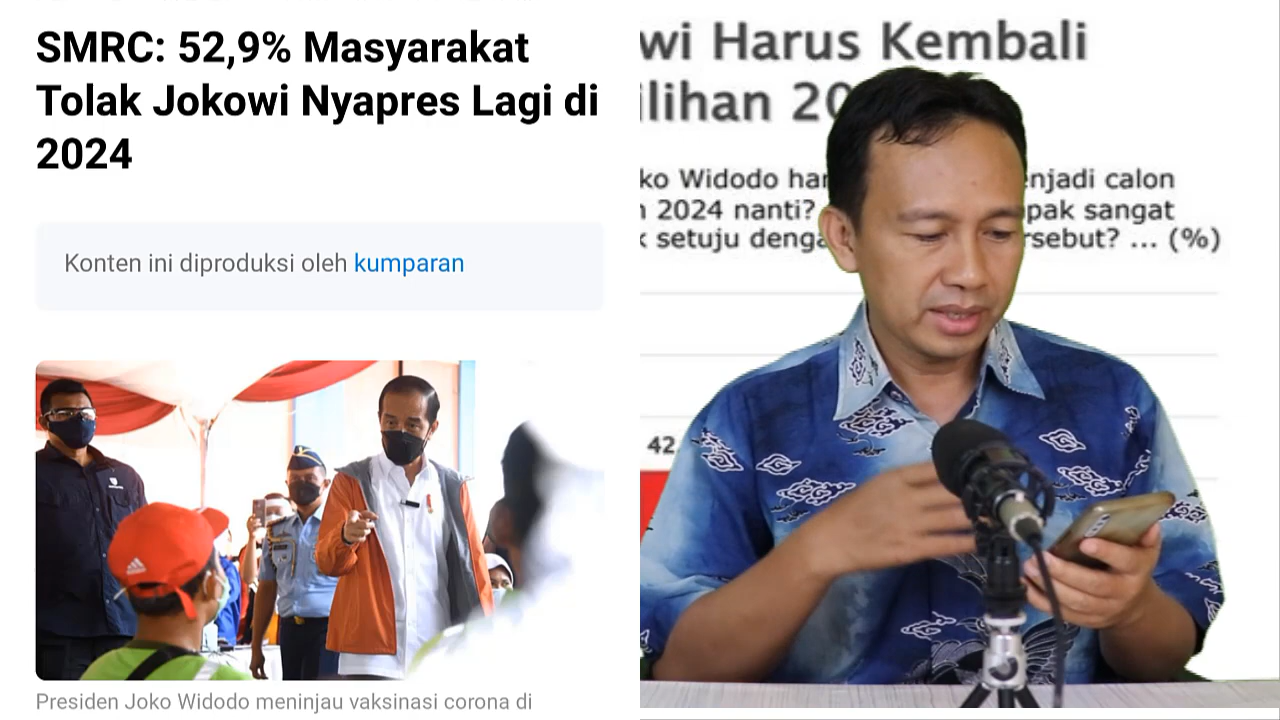 SMRC: 52,9% Masyarakat
Tolak Jokowi Nyapres Lagi di
2024
Konten ini diproduksi oleh kumparan
Presiden Joko Widodo meninjau vaksinasi corona di
wi Harus Kembali
ilihan 20
ko Widodo har enjadi calon
n 2024 nanti? pak sangat
k setuju denga rsebut? ... (%)
42